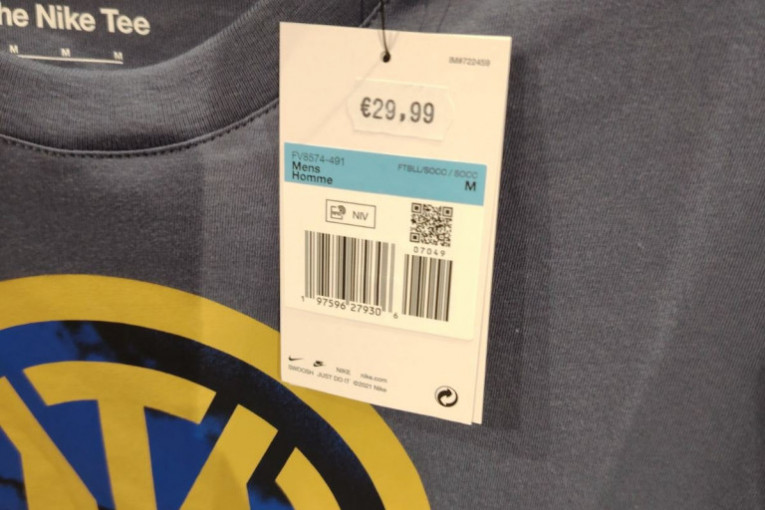 he Nike Tee
M M M
IM#722459
€29,99
FV8574-491
FTBLL/SOCC / SOCC
Mens
Homme
M
NIV
07049
1 97596 27930 6
NIKE nike.com
SWOOSH JUST DO IT ©2021 Nike